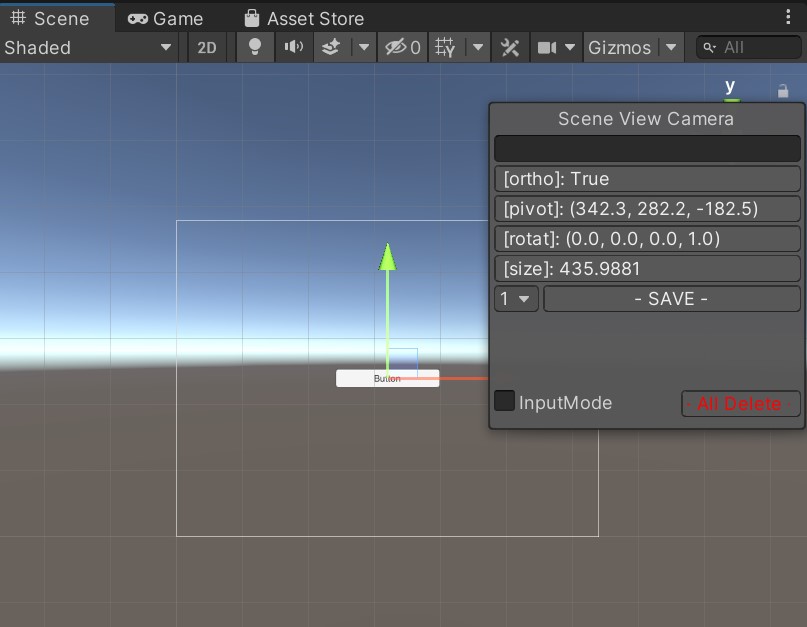 Scene Game Asset Store
Shaded 2D 0 Gizmos All
y
Scene View Camera
[ortho]: True
[pivot]: (342.3, 282.2, -182.5)
[rotat]: (0.0, 0.0, 0.0, 1.0)
[size]: 435.9881
1 - SAVE -
Button
InputMode - All Delete -